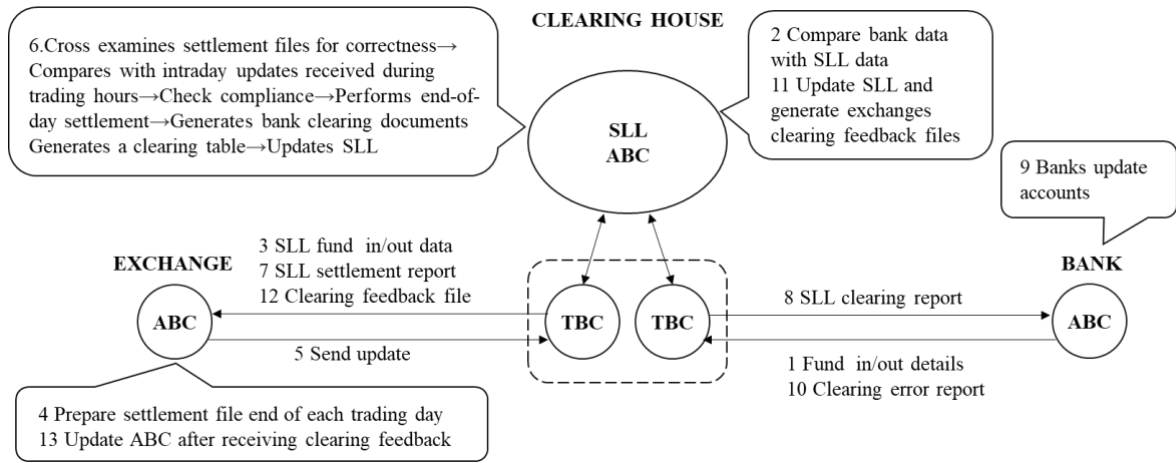 CLEARING HOUSE
6.Cross examines settlement files for correctness→
Compares with intraday updates received during
trading hours→Check compliance→Performs end-of-
day settlement→Generates bank clearing documents
Generates a clearing table→Updates SLL
2 Compare bank data
with SLL data
11 Update SLL and
generate exchanges
clearing feedback files
SLL
ABC
9 Banks update
accounts
EXCHANGE
3 SLL fund in/out data
7 SLL settlement report
12 Clearing feedback file
BANK
ABC
TBC
TBC
8 SLL clearing report
ABC
5 Send update
1 Fund in/out details
10 Clearing error report
4 Prepare settlement file end of each trading day
13 Update ABC after receiving clearing feedback